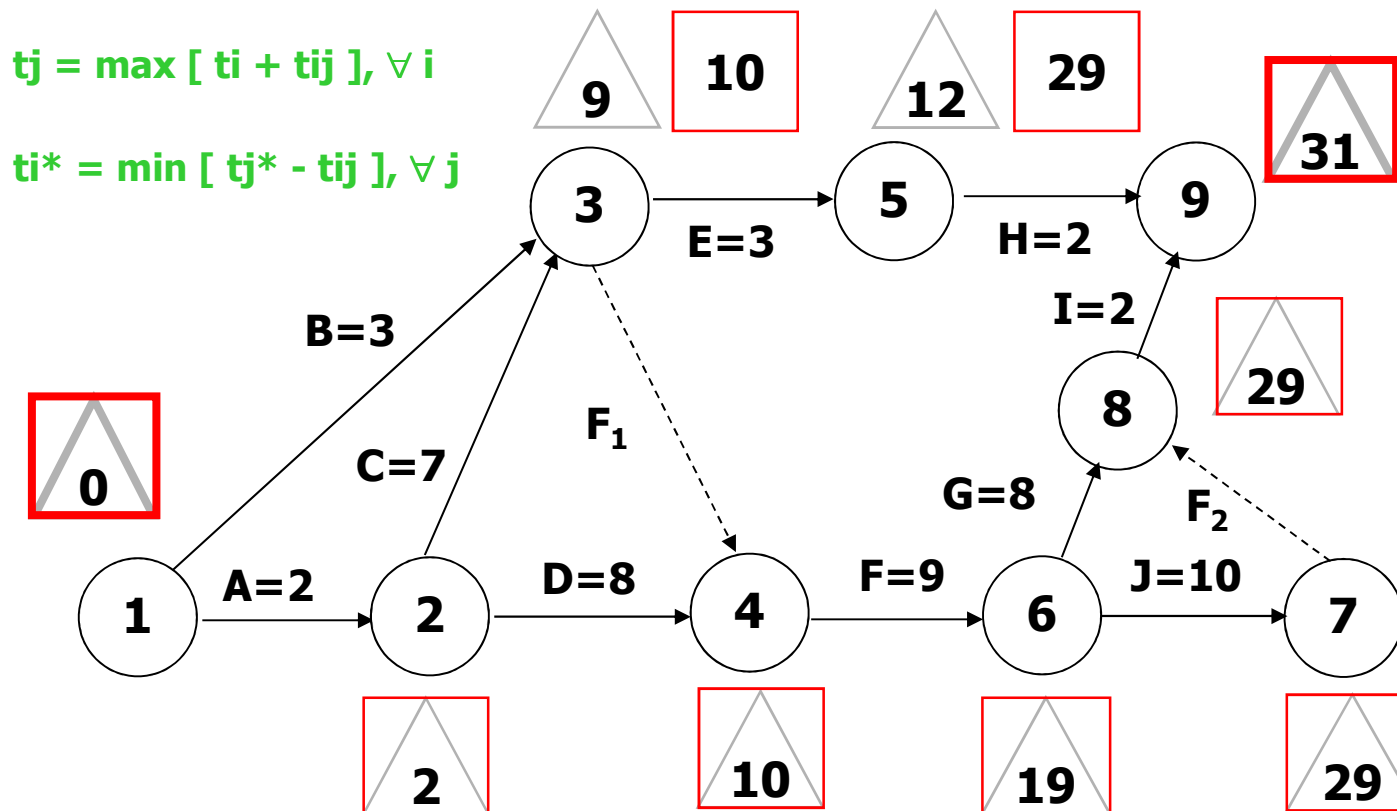 tj = max [ ti + tij ], ∀ i
9
10
12
29
31
ti* = min [ tj* - tij ], ∀ j
3
5
9
E=3
H=2
B=3
I=2
29
F₁
8
0
C=7
G=8
F₂
A=2
D=8
F=9
J=10
1
2
4
6
7
2
10
19
29